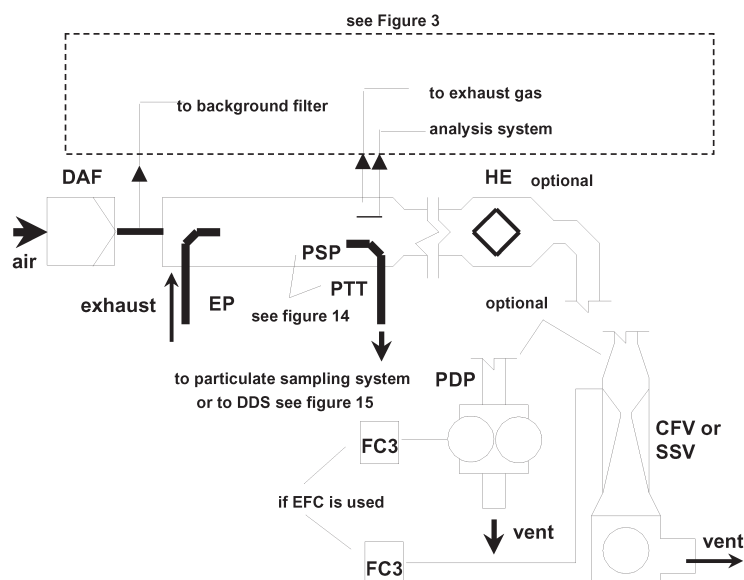 see Figure 3
to background filter
to exhaust gas
analysis system
DAF
HE optional
air
PSP
PTT
exhaust
EP
see figure 14
optional
to particulate sampling system
or to DDS see figure 15
PDP
CFV or
SSV
FC3
if EFC is used
vent
vent
FC3